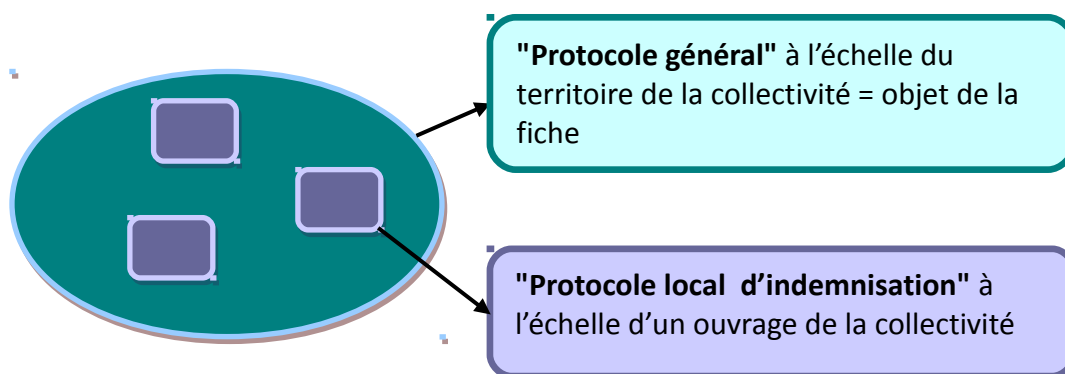 "Protocole général" à l’échelle du
territoire de la collectivité = objet de la
fiche
"Protocole local d’indemnisation" à
l’échelle d’un ouvrage de la collectivité